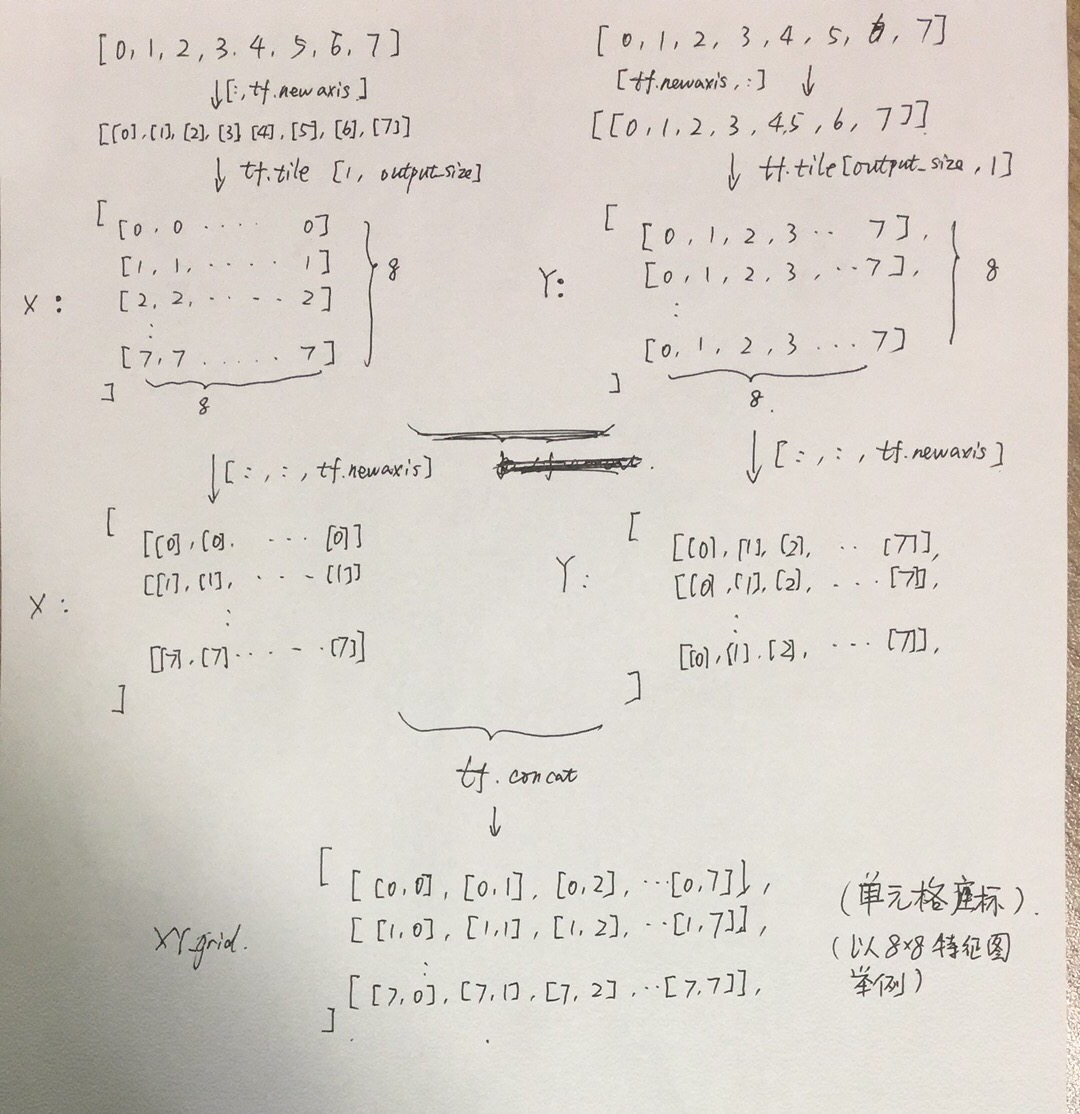 [0, 1, 2, 3. 4, 5, 6, 7]
[0, 1, 2, 3, 4, 5, 6, 7]
↓[:, tf.newaxis]
[tf.newaxis, :] ↓
[[0], [1], [2], [3] [4], [5], [6], [7]]
[[0, 1, 2, 3, 4,5, 6, 7]]
↓ tf.tile [1, output_size]
↓ tf.tile[output_size, 1]
X:
[
[0, 0 ···· 0]
[1, 1, ····· 1]
[2, 2, ····· 2]
⋮
[7, 7 ..... 7]
]
8
8
Y:
[
[0, 1, 2, 3 ·· 7],
[0, 1, 2, 3, ··7],
⋮
[0, 1, 2, 3 ··· 7]
]
8
8.
↓[:, :, tf.newaxis]
↓[:, :, tf.newaxis]
X:
[
[[0], [0]. ··· [0]]
[[1], [1], ···· [1]]
⋮
[[7], [7]····· [7]]
]
Y:
[
[[0], [1], [2], ·· [7]],
[[0], [1], [2], ··· [7]],
⋮
[[0], [1]. [2], ··· [7]],
]
tf.concat
↓
XY_grid.
[
[[0,0], [0,1], [0,2], ···[0,7]],
[[1,0], [1,1], [1,2], ··[1,7]],
⋮
[[7,0], [7,1], [7,2], ··[7,7]],
]
(单元格座标).
(以8×8特征图
举例)